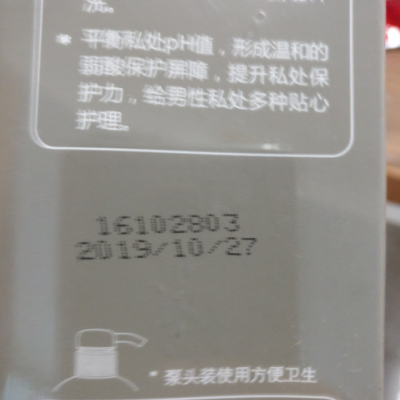 洗。
* 平衡私处pH值，形成温和的
弱酸保护屏障，提升私处保
护力，给男性私处多种贴心
护理。
16102803
2019/10/27
* 泵头装使用方便卫生